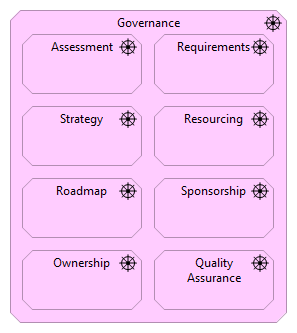 Governance
Assessment
Requirements
Strategy
Resourcing
Roadmap
Sponsorship
Ownership
Quality
Assurance